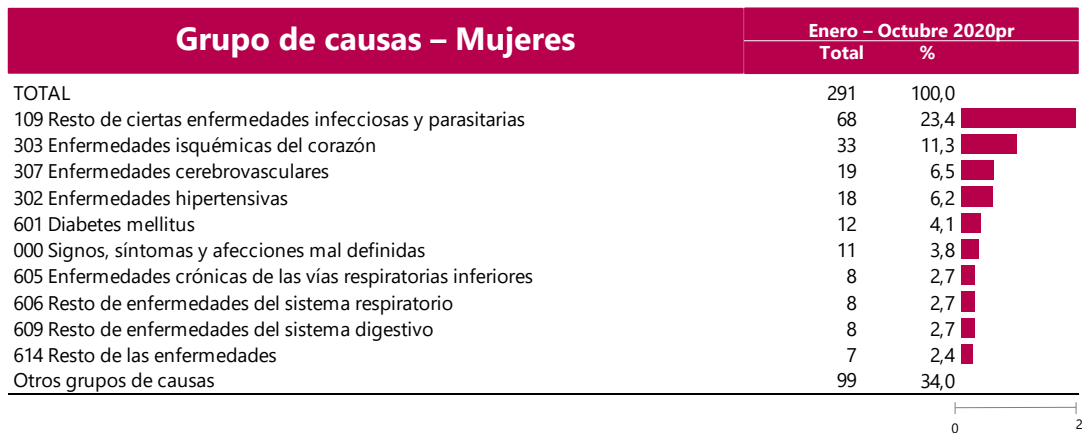 Grupo de causas – Mujeres
Enero – Octubre 2020pr
Total %
TOTAL 291 100,0
109 Resto de ciertas enfermedades infecciosas y parasitarias 68 23,4
303 Enfermedades isquémicas del corazón 33 11,3
307 Enfermedades cerebrovasculares 19 6,5
302 Enfermedades hipertensivas 18 6,2
601 Diabetes mellitus 12 4,1
000 Signos, síntomas y afecciones mal definidas 11 3,8
605 Enfermedades crónicas de las vías respiratorias inferiores 8 2,7
606 Resto de enfermedades del sistema respiratorio 8 2,7
609 Resto de enfermedades del sistema digestivo 8 2,7
614 Resto de las enfermedades 7 2,4
Otros grupos de causas 99 34,0
0 2